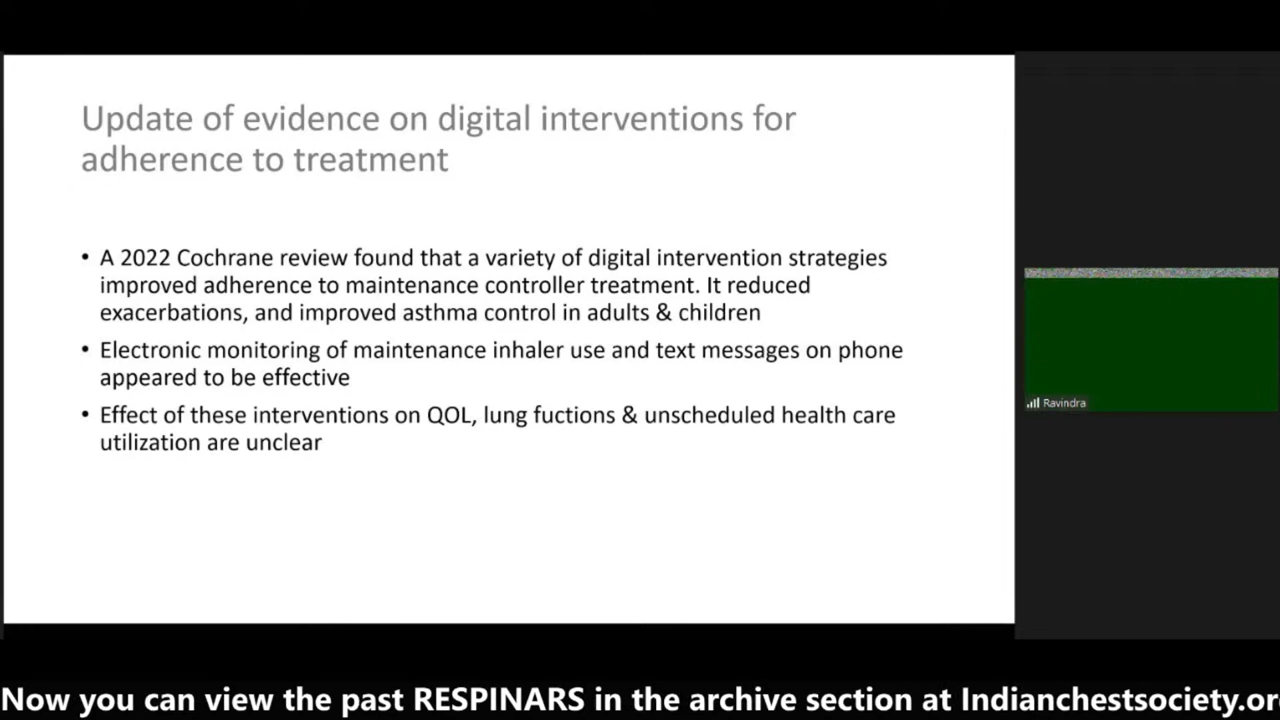 Update of evidence on digital interventions for
adherence to treatment
• A 2022 Cochrane review found that a variety of digital intervention strategies
improved adherence to maintenance controller treatment. It reduced
exacerbations, and improved asthma control in adults & children
• Electronic monitoring of maintenance inhaler use and text messages on phone
appeared to be effective
• Effect of these interventions on QOL, lung fuctions & unscheduled health care
utilization are unclear
Ravindra
Now you can view the past RESPINARS in the archive section at Indianchestsociety.or